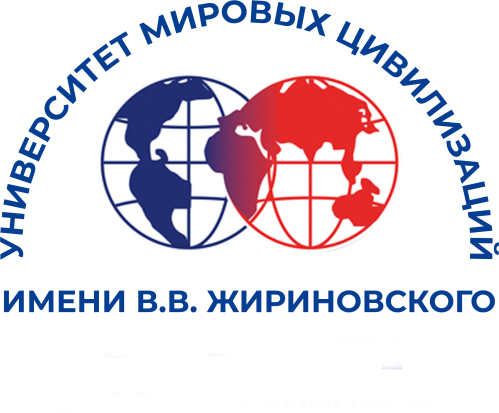 УНИВЕРСИТЕТ МИРОВЫХ ЦИВИЛИЗАЦИЙ
ИМЕНИ В.В. ЖИРИНОВСКОГО